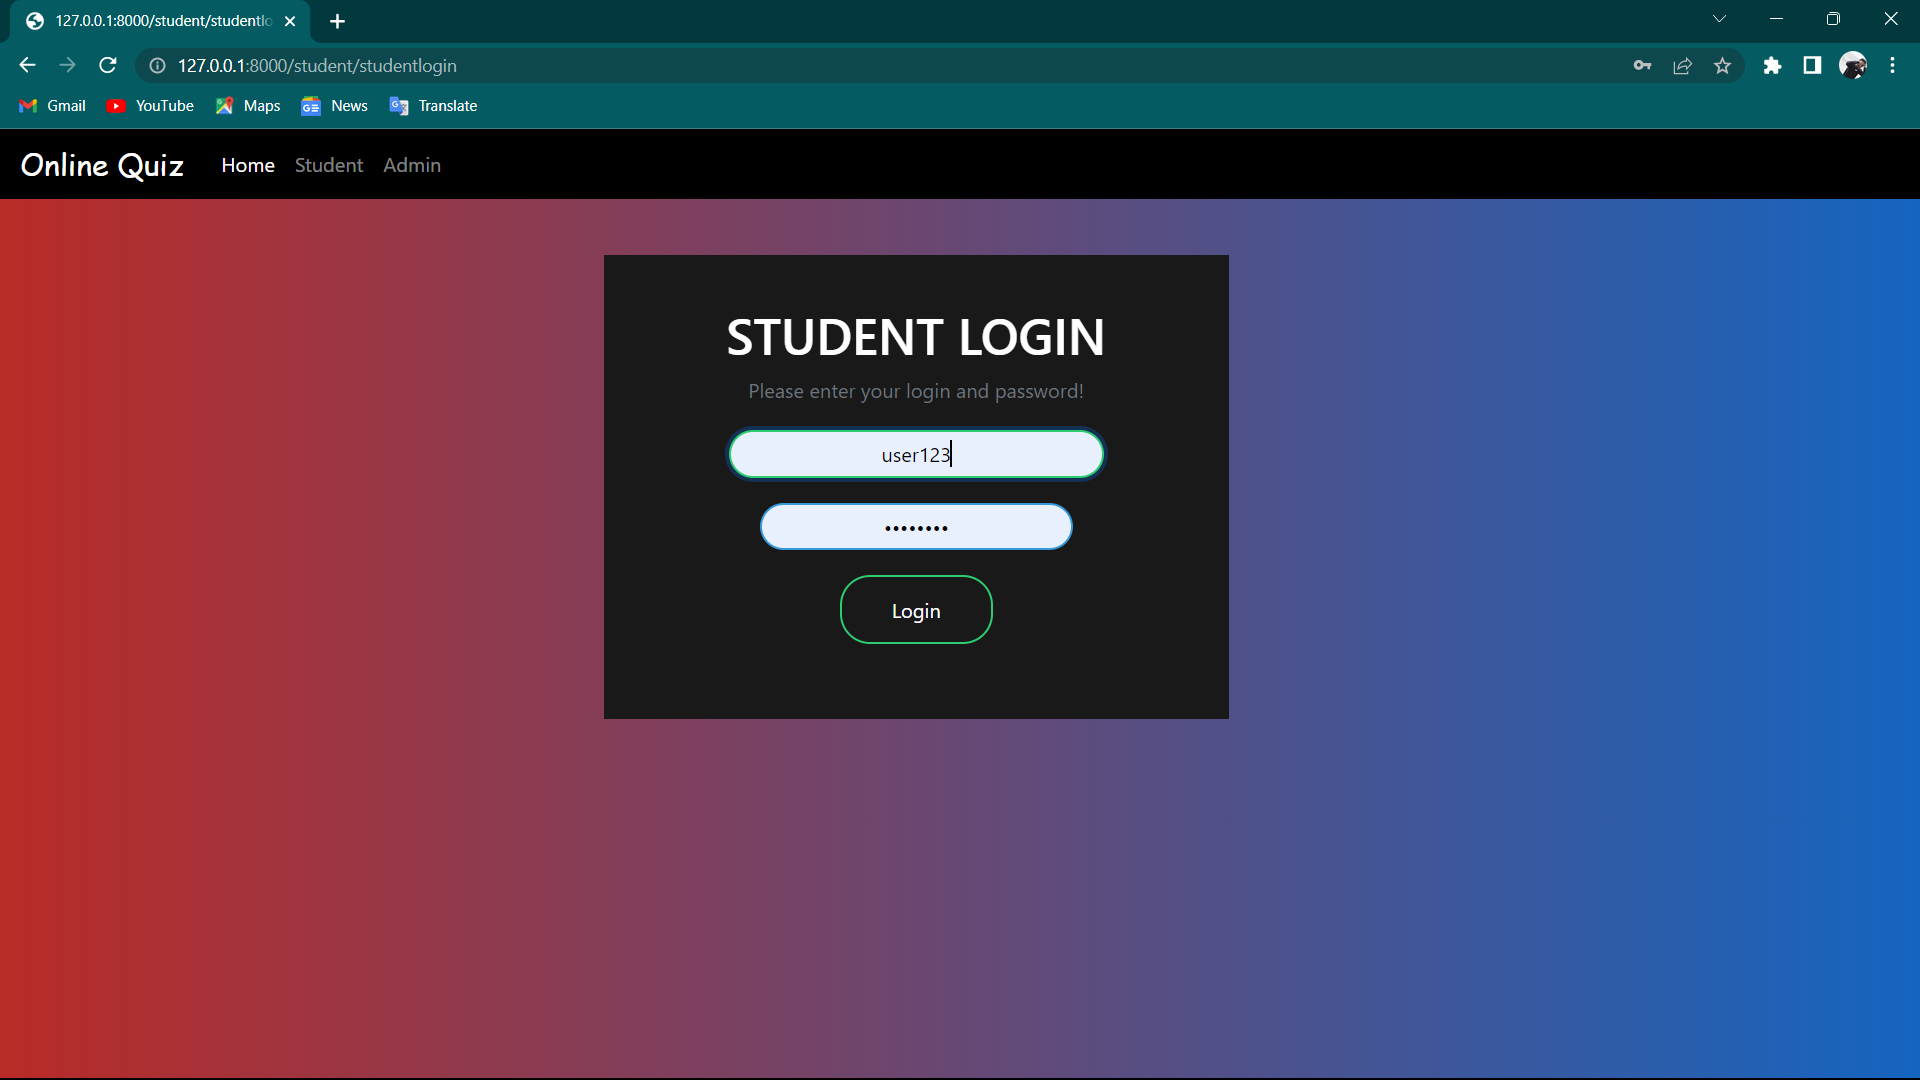 127.0.0.1:8000/student/studentlo
127.0.0.1:8000/student/studentlogin
Gmail YouTube Maps News Translate
Online Quiz Home Student Admin
STUDENT LOGIN
Please enter your login and password!
user123
••••••••
Login